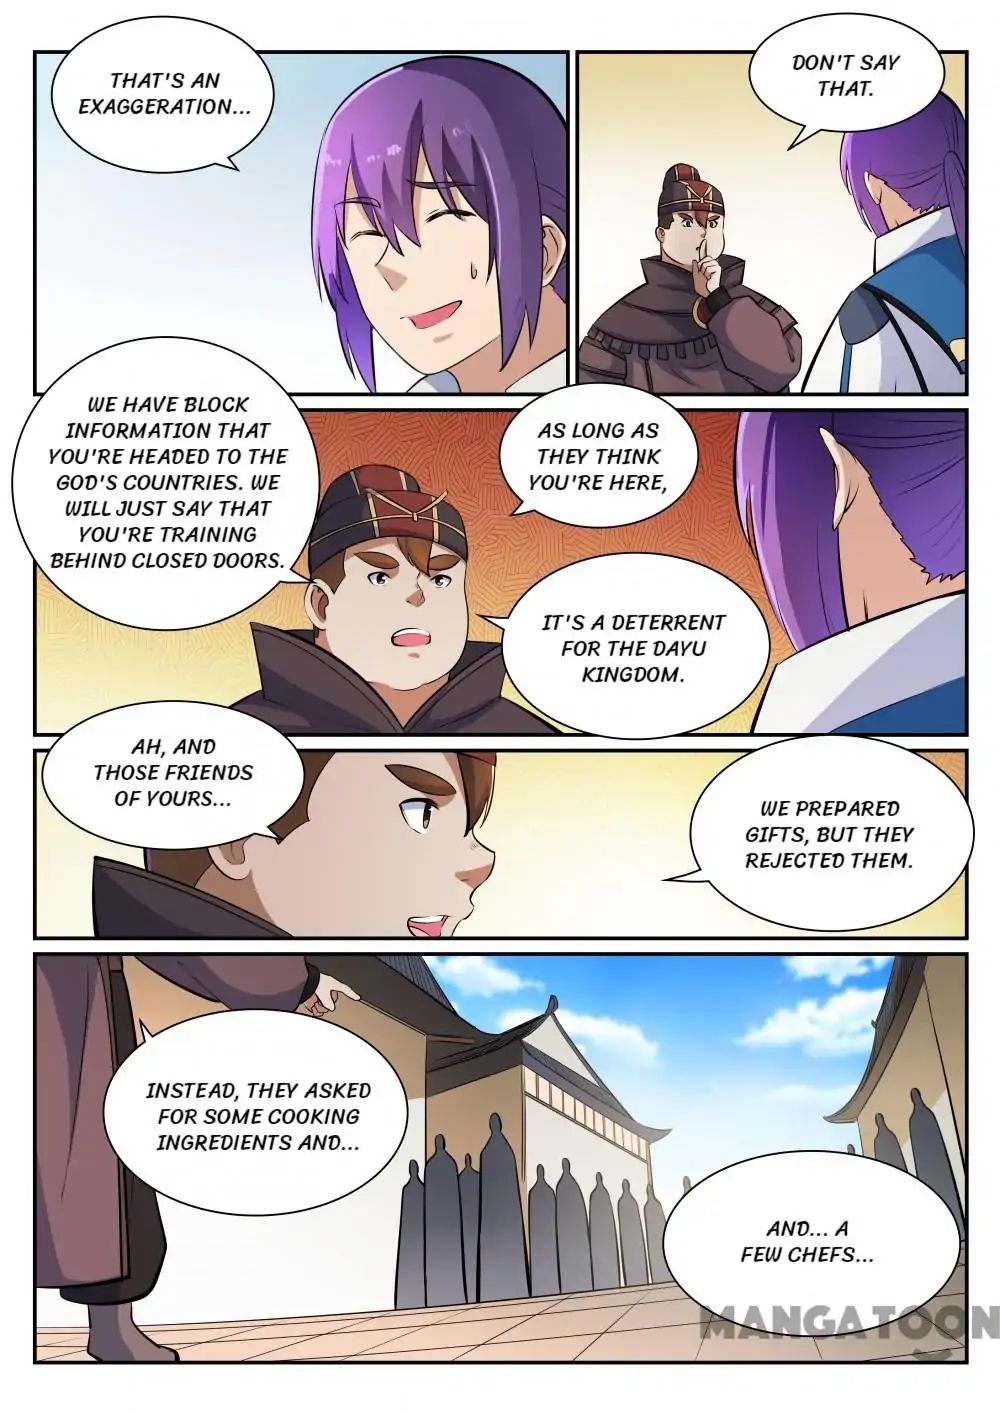 THAT'S AN
EXAGGERATION...
DON'T SAY
THAT.
WE HAVE BLOCK
INFORMATION THAT
YOU'RE HEADED TO THE
GOD'S COUNTRIES. WE
WILL JUST SAY THAT
YOU'RE TRAINING
BEHIND CLOSED DOORS.
AS LONG AS
THEY THINK
YOU'RE HERE,
IT'S A DETERRENT
FOR THE DAYU
KINGDOM.
AH, AND
THOSE FRIENDS
OF YOURS...
WE PREPARED
GIFTS, BUT THEY
REJECTED THEM.
INSTEAD, THEY ASKED
FOR SOME COOKING
INGREDIENTS AND...
AND... A
FEW CHEFS...
MANGATOON